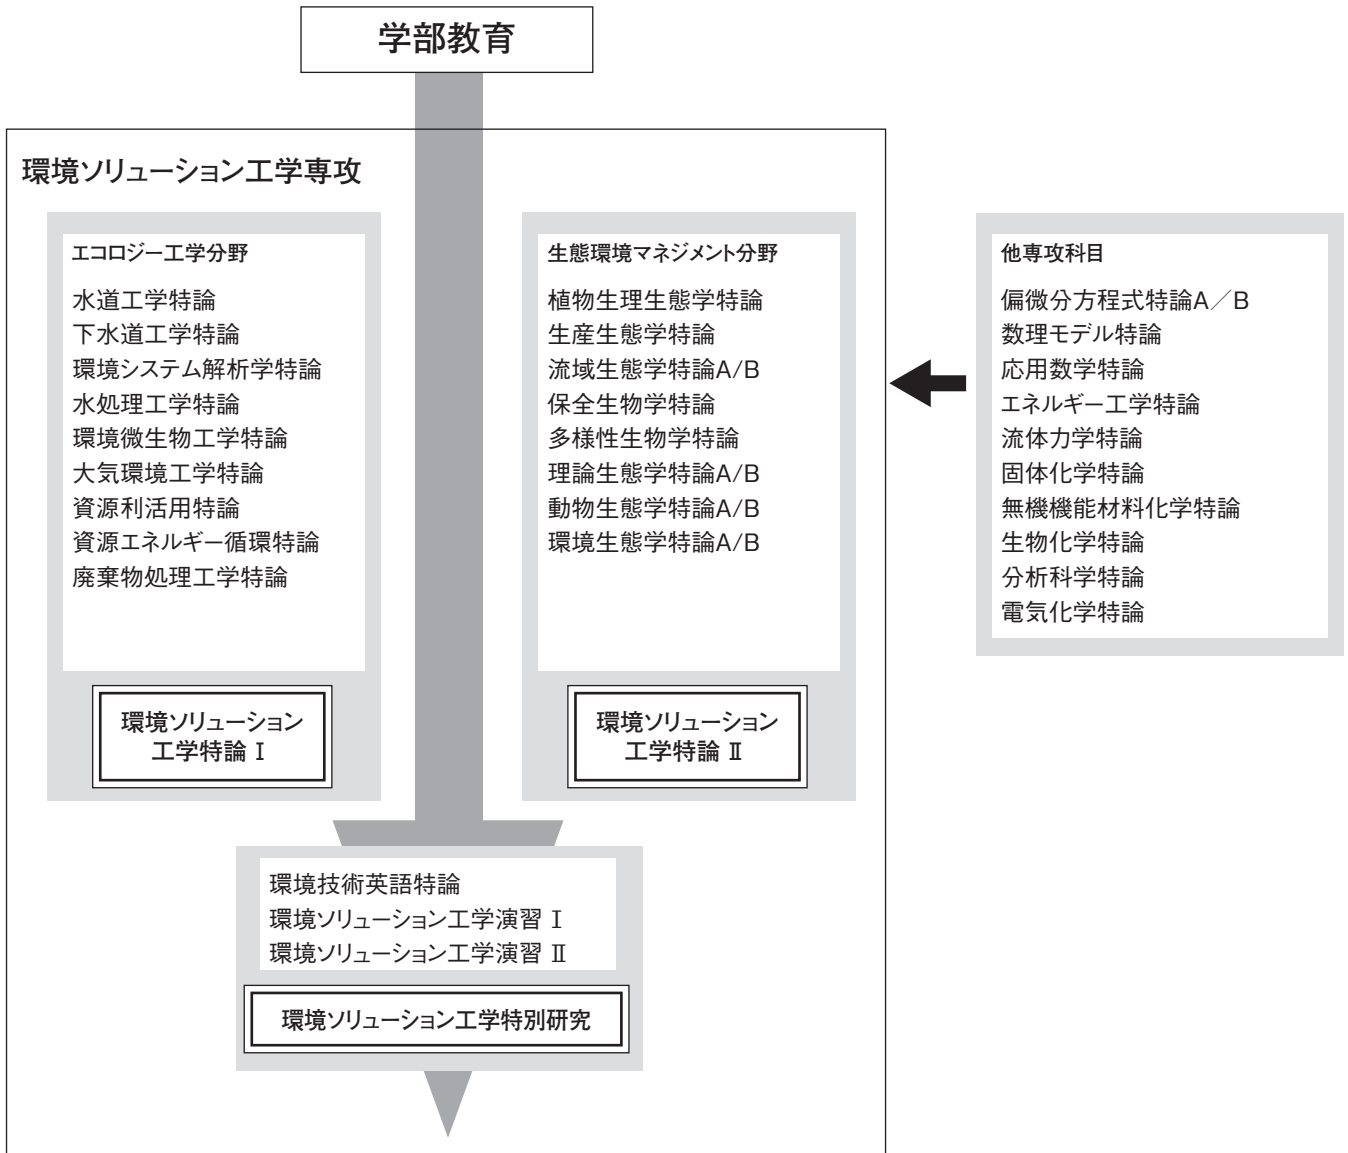 学部教育
環境ソリューション工学専攻
エコロジー工学分野
水道工学特論
下水道工学特論
環境システム解析学特論
水処理工学特論
環境微生物工学特論
大気環境工学特論
資源利活用特論
資源エネルギー循環特論
廃棄物処理工学特論
環境ソリューション
工学特論 Ⅰ
生態環境マネジメント分野
植物生理生態学特論
生産生態学特論
流域生態学特論A/B
保全生物学特論
多様性生物学特論
理論生態学特論A/B
動物生態学特論A/B
環境生態学特論A/B
環境ソリューション
工学特論 Ⅱ
他専攻科目
偏微分方程式特論A／B
数理モデル特論
応用数学特論
エネルギー工学特論
流体力学特論
固体化学特論
無機機能材料化学特論
生物化学特論
分析科学特論
電気化学特論
環境技術英語特論
環境ソリューション工学演習 Ⅰ
環境ソリューション工学演習 Ⅱ
環境ソリューション工学特別研究